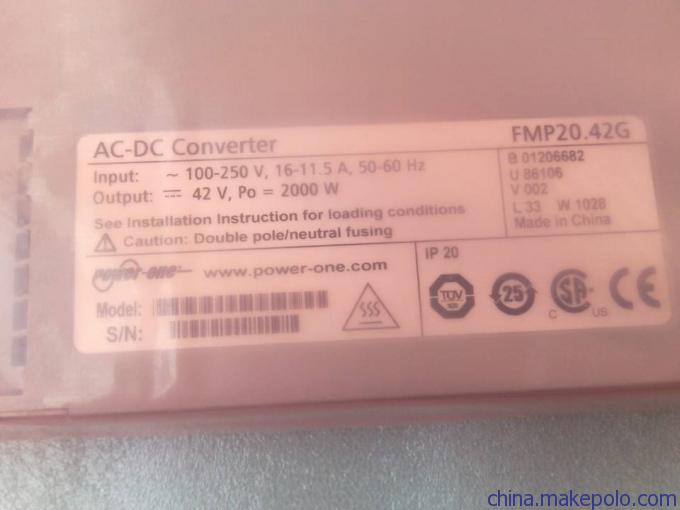 AC-DC Converter
FMP20.42G
Input: ~ 100-250 V, 16-11.5 A, 50-60 Hz
Output: ⎓ 42 V, Po = 2000 W
See Installation Instruction for loading conditions
Caution: Double pole/neutral fusing
B 01206682
U 86106
V 002
L 33 W 1028
Made in China
power-one
www.power-one.com
Model:
S/N:
IP 20
TUV
25
SA
C US
CE
china.makepolo.com